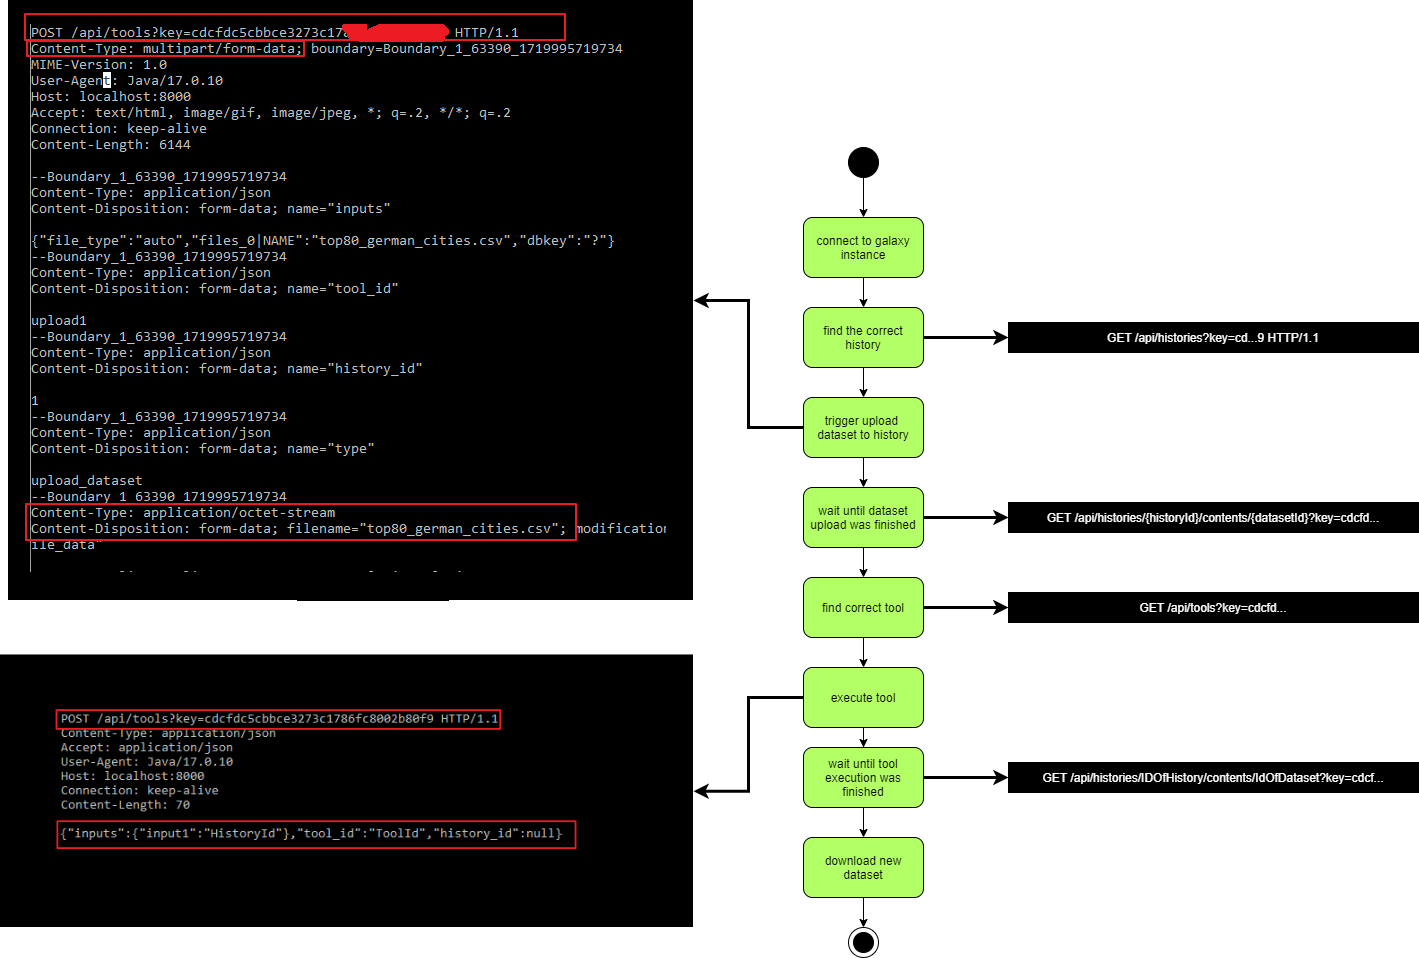 POST /api/tools?key=cdcfdc5cbbce3273c178 HTTP/1.1
Content-Type: multipart/form-data; boundary=Boundary_1_63390_1719995719734
MIME-Version: 1.0
User-Agent: Java/17.0.10
Host: localhost:8000
Accept: text/html, image/gif, image/jpeg, *; q=.2, */*; q=.2
Connection: keep-alive
Content-Length: 6144
--Boundary_1_63390_1719995719734
Content-Type: application/json
Content-Disposition: form-data; name="inputs"
{"file_type":"auto","files_0|NAME":"top80_german_cities.csv","dbkey":"?"}
--Boundary_1_63390_1719995719734
Content-Type: application/json
Content-Disposition: form-data; name="tool_id"
upload1
--Boundary_1_63390_1719995719734
Content-Type: application/json
Content-Disposition: form-data; name="history_id"
1
--Boundary_1_63390_1719995719734
Content-Type: application/json
Content-Disposition: form-data; name="type"
upload_dataset
--Boundary_1_63390_1719995719734
Content-Type: application/octet-stream
Content-Disposition: form-data; filename="top80_german_cities.csv"; modification
ile_data"
POST /api/tools?key=cdcfdc5cbbce3273c1786fc8002b80f9 HTTP/1.1
Content-Type: application/json
Accept: application/json
User-Agent: Java/17.0.10
Host: localhost:8000
Connection: keep-alive
Content-Length: 70
{"inputs":{"input1":"HistoryId"},"tool_id":"ToolId","history_id":null}
connect to galaxy
instance
find the correct
history
GET /api/histories?key=cd...9 HTTP/1.1
trigger upload
dataset to history
wait until dataset
upload was finished
GET /api/histories/{historyId}/contents/{datasetId}?key=cdcfd...
find correct tool
GET /api/tools?key=cdcfd...
execute tool
wait until tool
execution was
finished
GET /api/histories/IDOfHistory/contents/IdOfDataset?key=cdcf...
download new
dataset